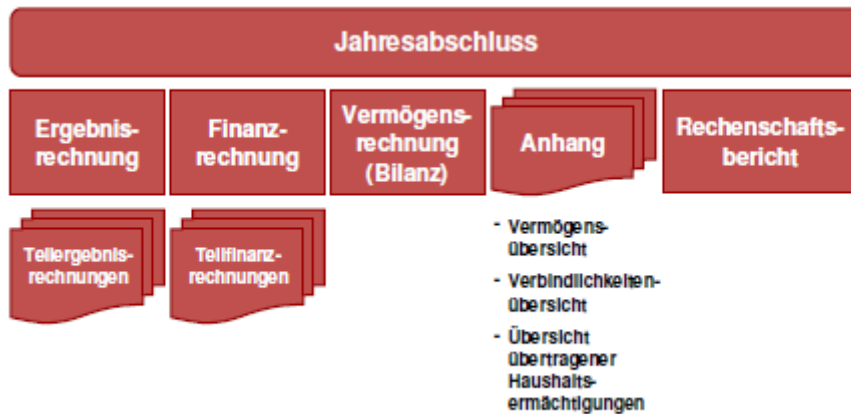 Jahresabschluss
Ergebnis-
rechnung
Finanz-
rechnung
Vermögens-
rechnung
(Bilanz)
Anhang
Rechenschafts-
bericht
Teilergebnis-
rechnungen
Teilfinanz-
rechnungen
- Vermögens-
übersicht
- Verbindlichkeiten-
übersicht
- Übersicht
übertragener
Haushalts-
ermächtigungen